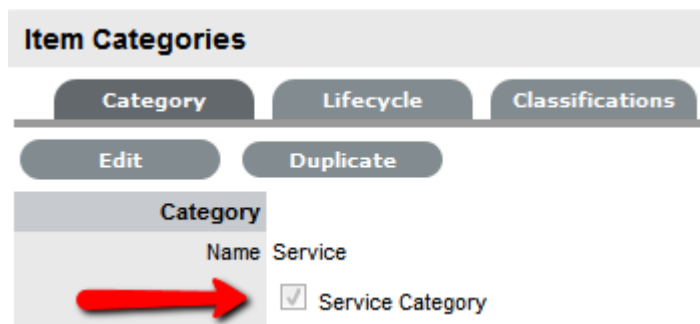 Item Categories
Category Lifecycle Classifications
Edit Duplicate
Category
Name Service
Service Category